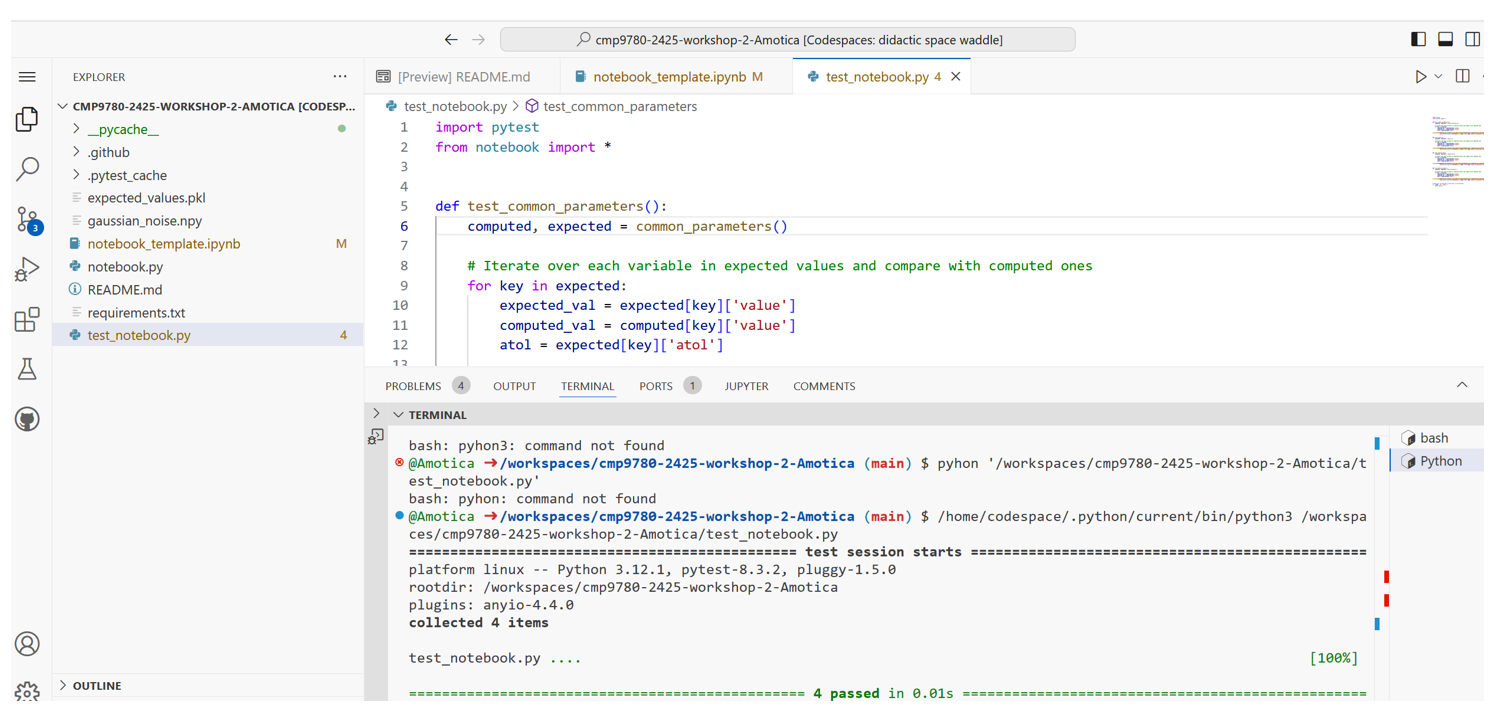 cmp9780-2425-workshop-2-Amotica [Codespaces: didactic space waddle]
EXPLORER
CMP9780-2425-WORKSHOP-2-AMOTICA [CODESP...
__pycache__
.github
.pytest_cache
expected_values.pkl
gaussian_noise.npy
notebook_template.ipynb M
notebook.py
README.md
requirements.txt
test_notebook.py 4
3
OUTLINE
[Preview] README.md
notebook_template.ipynb M
test_notebook.py 4
test_notebook.py > test_common_parameters
1 import pytest
2 from notebook import *
3
4
5 def test_common_parameters():
6 computed, expected = common_parameters()
7
8 # Iterate over each variable in expected values and compare with computed ones
9 for key in expected:
10 expected_val = expected[key]['value']
11 computed_val = computed[key]['value']
12 atol = expected[key]['atol']
13
PROBLEMS 4 OUTPUT TERMINAL PORTS 1 JUPYTER COMMENTS
TERMINAL
bash: pyhon3: command not found
@Amotica ➜/workspaces/cmp9780-2425-workshop-2-Amotica (main) $ pyhon '/workspaces/cmp9780-2425-workshop-2-Amotica/t
est_notebook.py'
bash: pyhon: command not found
@Amotica ➜/workspaces/cmp9780-2425-workshop-2-Amotica (main) $ /home/codespace/.python/current/bin/python3 /workspa
ces/cmp9780-2425-workshop-2-Amotica/test_notebook.py
=============================================== test session starts ================================================
platform linux -- Python 3.12.1, pytest-8.3.2, pluggy-1.5.0
rootdir: /workspaces/cmp9780-2425-workshop-2-Amotica
plugins: anyio-4.4.0
collected 4 items
test_notebook.py .... [100%]
================================================ 4 passed in 0.01s =================================================
bash
Python